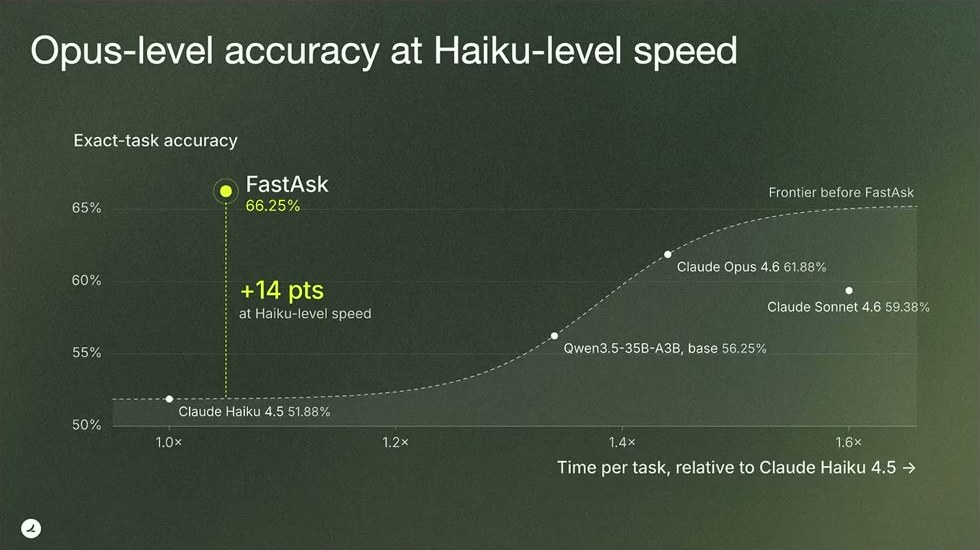 Opus-level accuracy at Haiku-level speed
Exact-task accuracy
FastAsk
66.25%
Frontier before FastAsk
65%
60%
55%
50%
+14 pts
at Haiku-level speed
Claude Opus 4.6 61.88%
Claude Sonnet 4.6 59.38%
Qwen3.5-35B-A3B, base 56.25%
Claude Haiku 4.5 51.88%
1.0×
1.2×
1.4×
1.6×
Time per task, relative to Claude Haiku 4.5 →